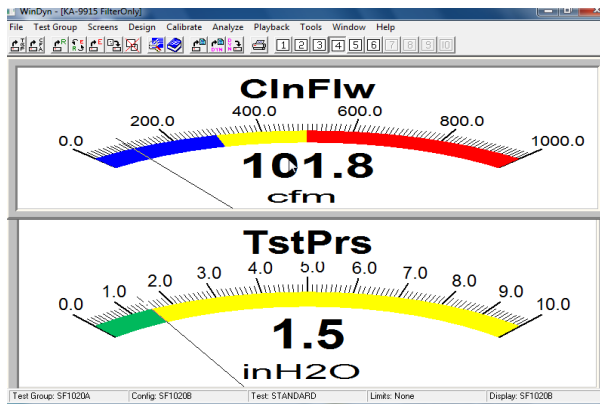 WinDyn - [KA-9915 FilterOnly]
File Test Group Screens Design Calibrate Analyze Playback Tools Window Help
1 2 3 4 5 6 7 8 9 10
ClnFlw
0.0 200.0 400.0 600.0 800.0 1000.0
101.8
cfm
TstPrs
0.0 1.0 2.0 3.0 4.0 5.0 6.0 7.0 8.0 9.0 10.0
1.5
inH2O
Test Group: SF1020A Config: SF1020B Test: STANDARD Limits: None Display: SF1020B